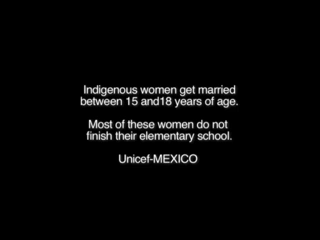 Indigenous women get married
between 15 and18 years of age.
Most of these women do not
finish their elementary school.
Unicef-MEXICO